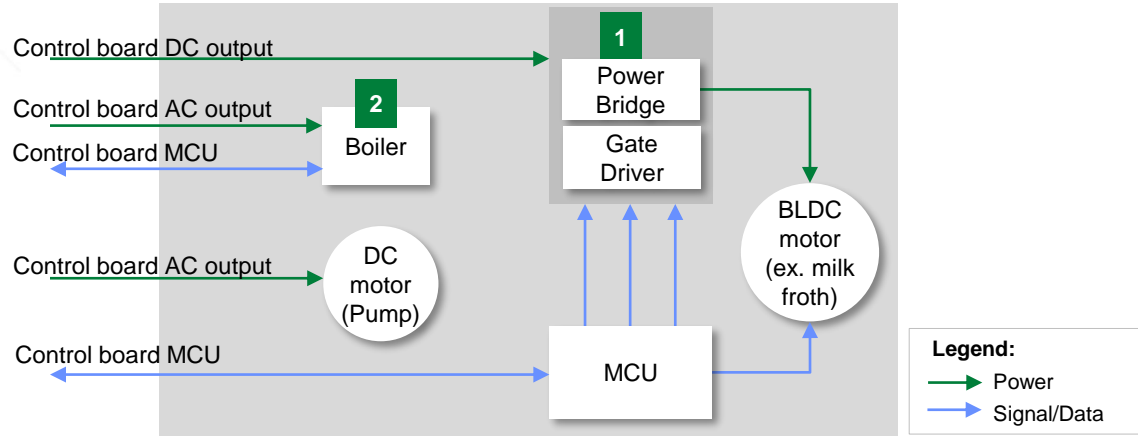 Control board DC output
Control board AC output
Control board MCU
2
Boiler
1
Power
Bridge
Gate
Driver
BLDC
motor
(ex. milk
froth)
Control board AC output
DC
motor
(Pump)
Control board MCU
MCU
Legend:
Power
Signal/Data